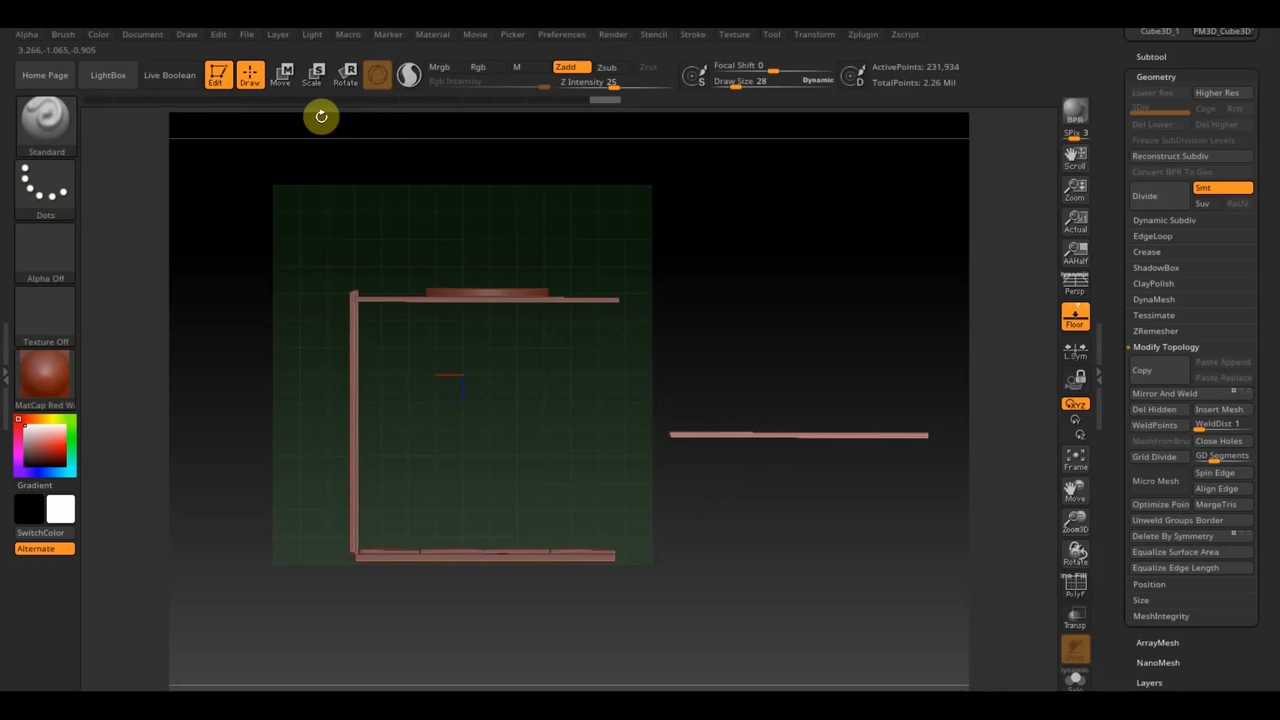 Alpha Brush Color Document Draw Edit File Layer Light Macro Marker Material Movie Picker Preferences Render Stencil Stroke Texture Tool Transform Zplugin Zscript
3.266,-1.065,-0.905
Home Page LightBox Live Boolean Edit Draw Move Scale Rotate
Mrgb Rgb M Zadd Zsub Zrut
Rgb Intensity Z Intensity 25
Focal Shift 0
Draw Size 28 Dynamic
ActivePoints: 231,934
TotalPoints: 2.26 Mil
Standard
Dots
Alpha Off
Texture Off
MatCap Red Wa
Gradient
SwitchColor
Alternate
BPR
SPix 3
Scroll
Zoom
Actual
AAHalf
Dynamic
Persp
Floor
L.Sym
XYZ
Y
Z
Frame
Move
Zoom3D
Rotate
PolyF
Transp
Solo
Cube3D_1 PM3D_Cube3D
Subtool
Geometry
Lower Res Higher Res
SDiv Cage Rstr
Del Lower Del Higher
Freeze SubDivision Levels
Reconstruct Subdiv
Convert BPR To Geo
Divide Smt
Suv ReUV
Dynamic Subdiv
EdgeLoop
Crease
ShadowBox
ClayPolish
DynaMesh
Tessimate
ZRemesher
Modify Topology
Copy Paste Append
Paste Replace
Mirror And Weld
Del Hidden Insert Mesh
WeldPoints WeldDist 1
MeshFromBru Close Holes
Grid Divide GD Segments
Micro Mesh Spin Edge
Align Edge
Optimize Poin MergeTris
Unweld Groups Border
Delete By Symmetry
Equalize Surface Area
Equalize Edge Length
Position
Size
MeshIntegrity
ArrayMesh
NanoMesh
Layers